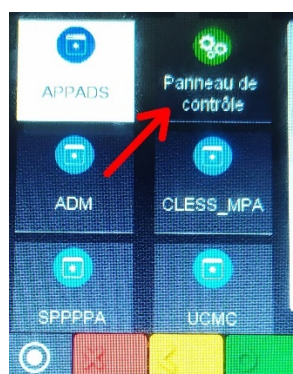 APPADS
Panneau de
contrôle
ADM
CLESS_MPA
SPPPPA
UCMC